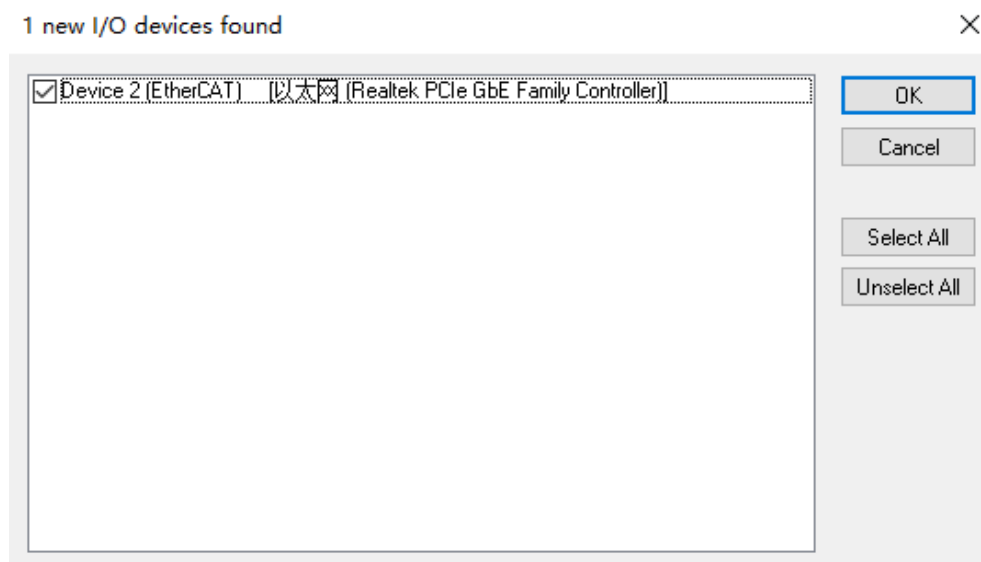 1 new I/O devices found
Device 2 (EtherCAT) [以太网 (Realtek PCIe GbE Family Controller)]
OK
Cancel
Select All
Unselect All